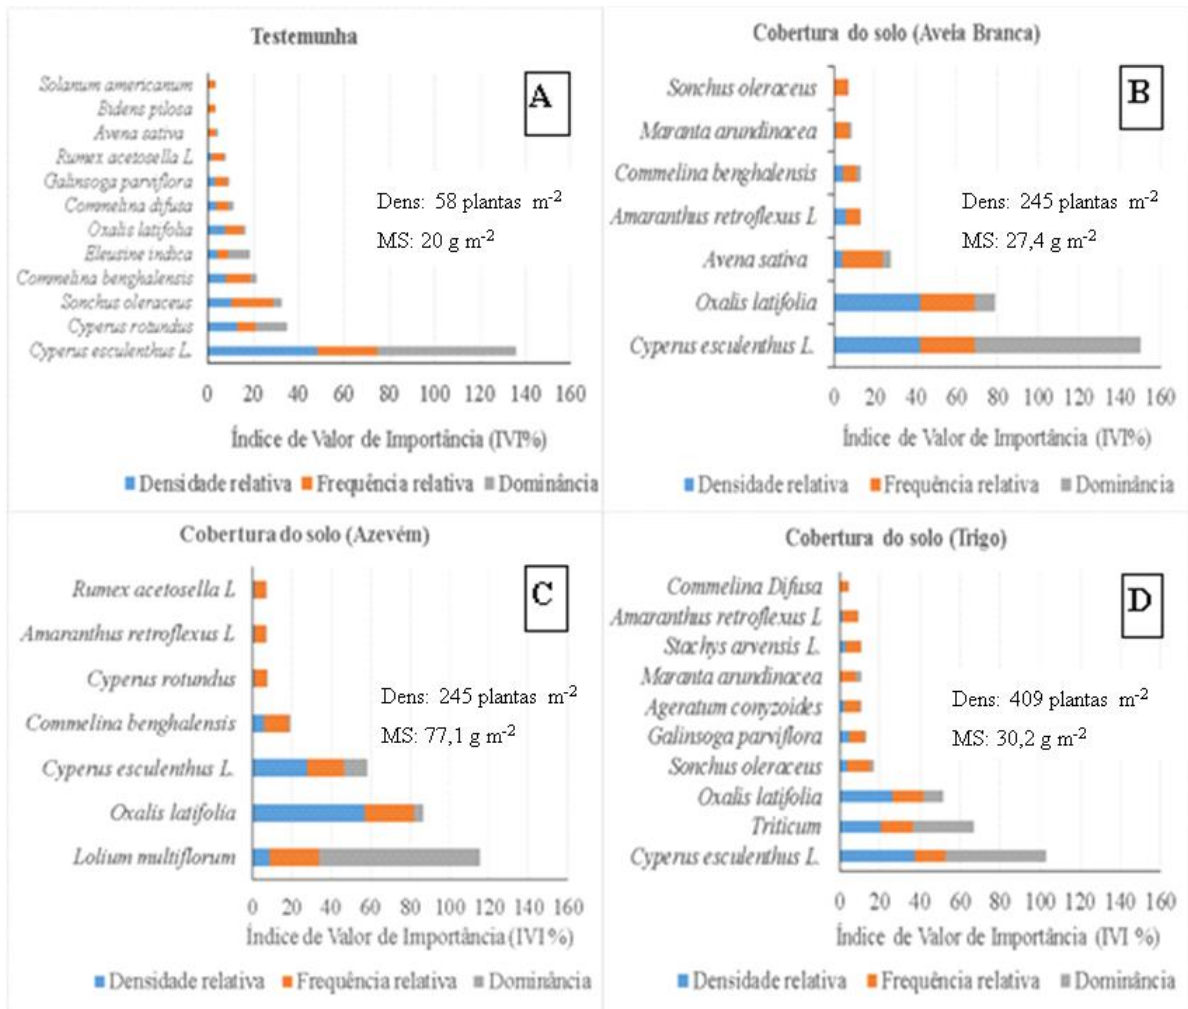 Testemunha
A
Solanum americanum
Bidens pilosa
Avena sativa
Rumex acetosella L
Galinsoga parviflora
Commelina difusa
Oxalis latifolia
Eleusine indica
Commelina benghalensis
Sonchus oleraceus
Cyperus rotundus
Cyperus esculenthus L.
Dens: 58 plantas m-2
MS: 20 g m-2
0 20 40 60 80 100 120 140 160
Índice de Valor de Importância (IVI%)
Densidade relativa Frequência relativa Dominância
Cobertura do solo (Aveia Branca)
B
Sonchus oleraceus
Maranta arundinacea
Commelina benghalensis
Amaranthus retroflexus L
Avena sativa
Oxalis latifolia
Cyperus esculenthus L.
Dens: 245 plantas m-2
MS: 27,4 g m-2
0 20 40 60 80 100 120 140 160
Índice de Valor de Importância (IVI%)
Densidade relativa Frequência relativa Dominância
Cobertura do solo (Azevém)
C
Rumex acetosella L
Amaranthus retroflexus L
Cyperus rotundus
Commelina benghalensis
Cyperus esculenthus L.
Oxalis latifolia
Lolium multiflorum
Dens: 245 plantas m-2
MS: 77,1 g m-2
0 20 40 60 80 100 120 140 160
Índice de Valor de Importância (IVI %)
Densidade relativa Frequência relativa Dominância
Cobertura do solo (Trigo)
D
Commelina Difusa
Amaranthus retroflexus L
Stachys arvensis L.
Maranta arundinacea
Ageratum conyzoides
Galinsoga parviflora
Sonchus oleraceus
Oxalis latifolia
Triticum
Cyperus esculenthus L.
Dens: 409 plantas m-2
MS: 30,2 g m-2
0 20 40 60 80 100 120 140 160
Índice de Valor de Importância (IVI %)
Densidade relativa Frequência relativa Dominância